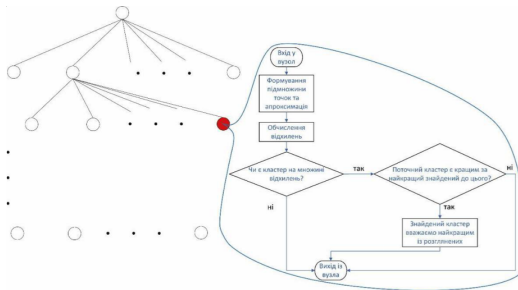 Вхід у
вузол
Формування
підмножини
точок та
апроксимація
Обчислення
відхилень
Чи є кластер на множині
відхилень?
так
Поточний кластер є кращим за
найкращий знайдений до цього?
ні
так
ні
Знайдений кластер
вважаємо найкращим
із розглянених
Вихід із
вузла